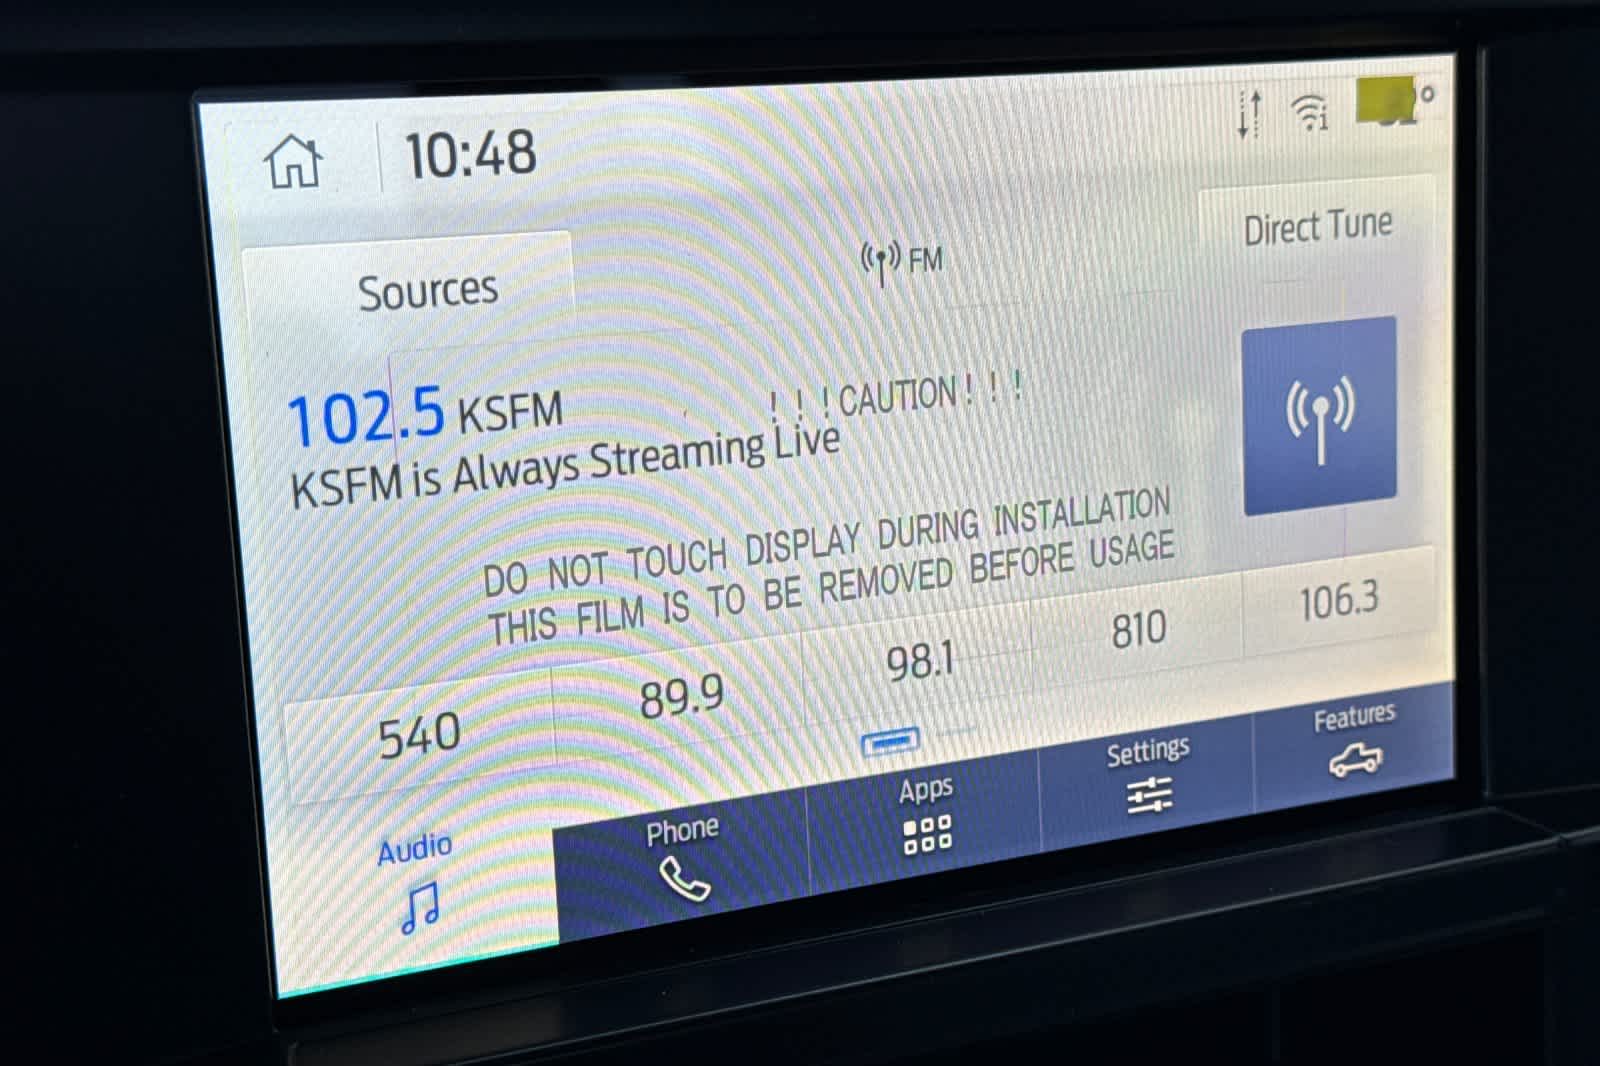 10:48
Direct Tune
Sources
FM
102.5 KSFM
! ! ! CAUTION ! ! !
KSFM is Always Streaming Live
DO NOT TOUCH DISPLAY DURING INSTALLATION
THIS FILM IS TO BE REMOVED BEFORE USAGE
540 89.9 98.1 810 106.3
Audio Phone Apps Settings Features